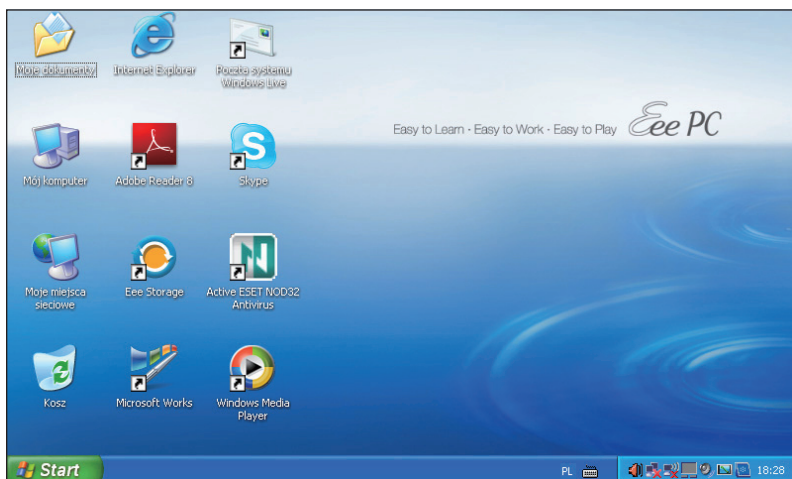 Moje dokumenty
Internet Explorer
Poczta systemu
Windows Live
Easy to Learn · Easy to Work · Easy to Play
Eee PC
Mój komputer
Adobe Reader 8
Skype
Moje miejsca
sieciowe
Eee Storage
Active ESET NOD32
Antivirus
Kosz
Microsoft Works
Windows Media
Player
Start
PL
18:28